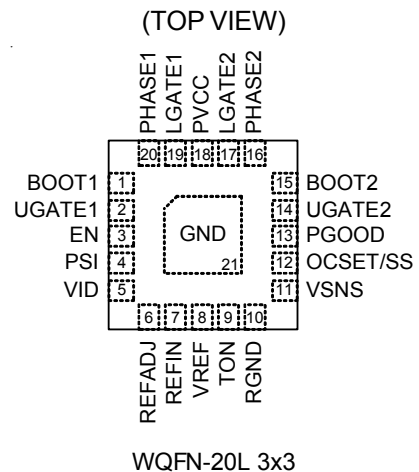 (TOP VIEW)
PHASE1
LGATE1
PVCC
LGATE2
PHASE2
20 19 18 17 16
BOOT1 1
UGATE1 2
EN 3
PSI 4
VID 5
GND
21
15 BOOT2
14 UGATE2
13 PGOOD
12 OCSET/SS
11 VSNS
6 7 8 9 10
REFADJ
REFIN
VREF
TON
RGND
WQFN-20L 3x3